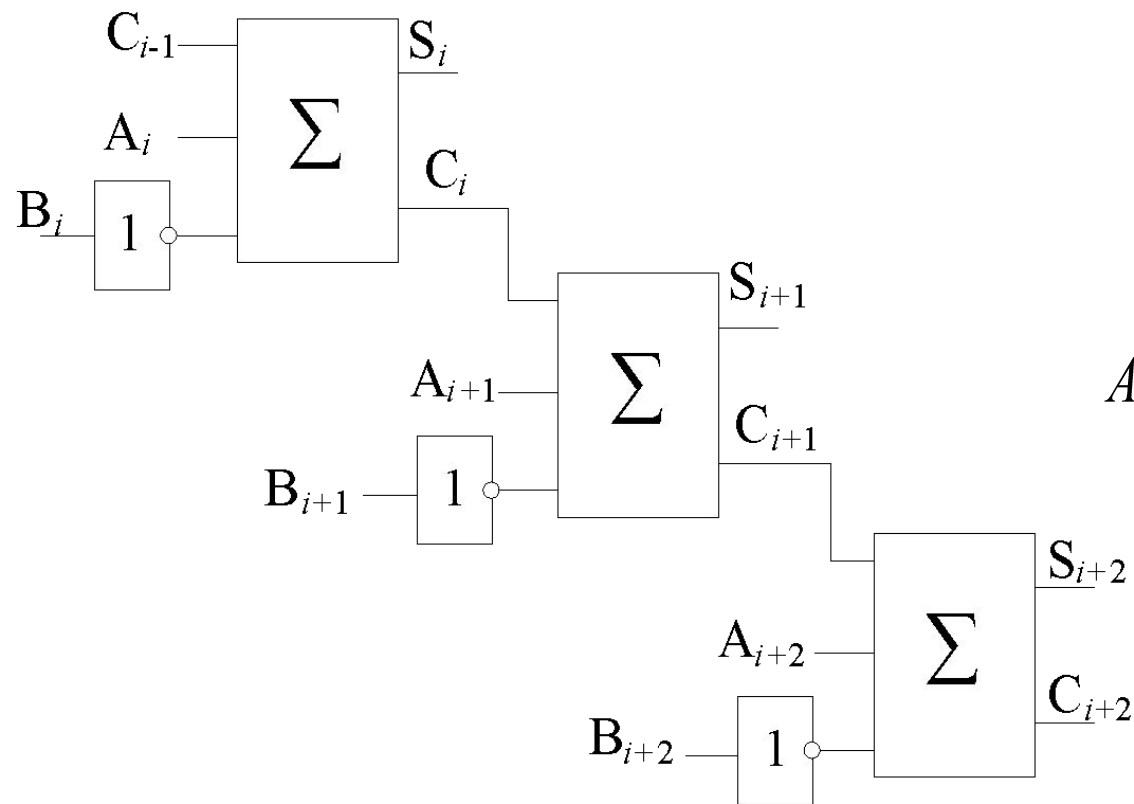 C_{i-1}
S_i
A_i
Σ
C_i
B_i
1
S_{i+1}
A_{i+1}
Σ
C_{i+1}
B_{i+1}
1
A
S_{i+2}
A_{i+2}
Σ
C_{i+2}
B_{i+2}
1